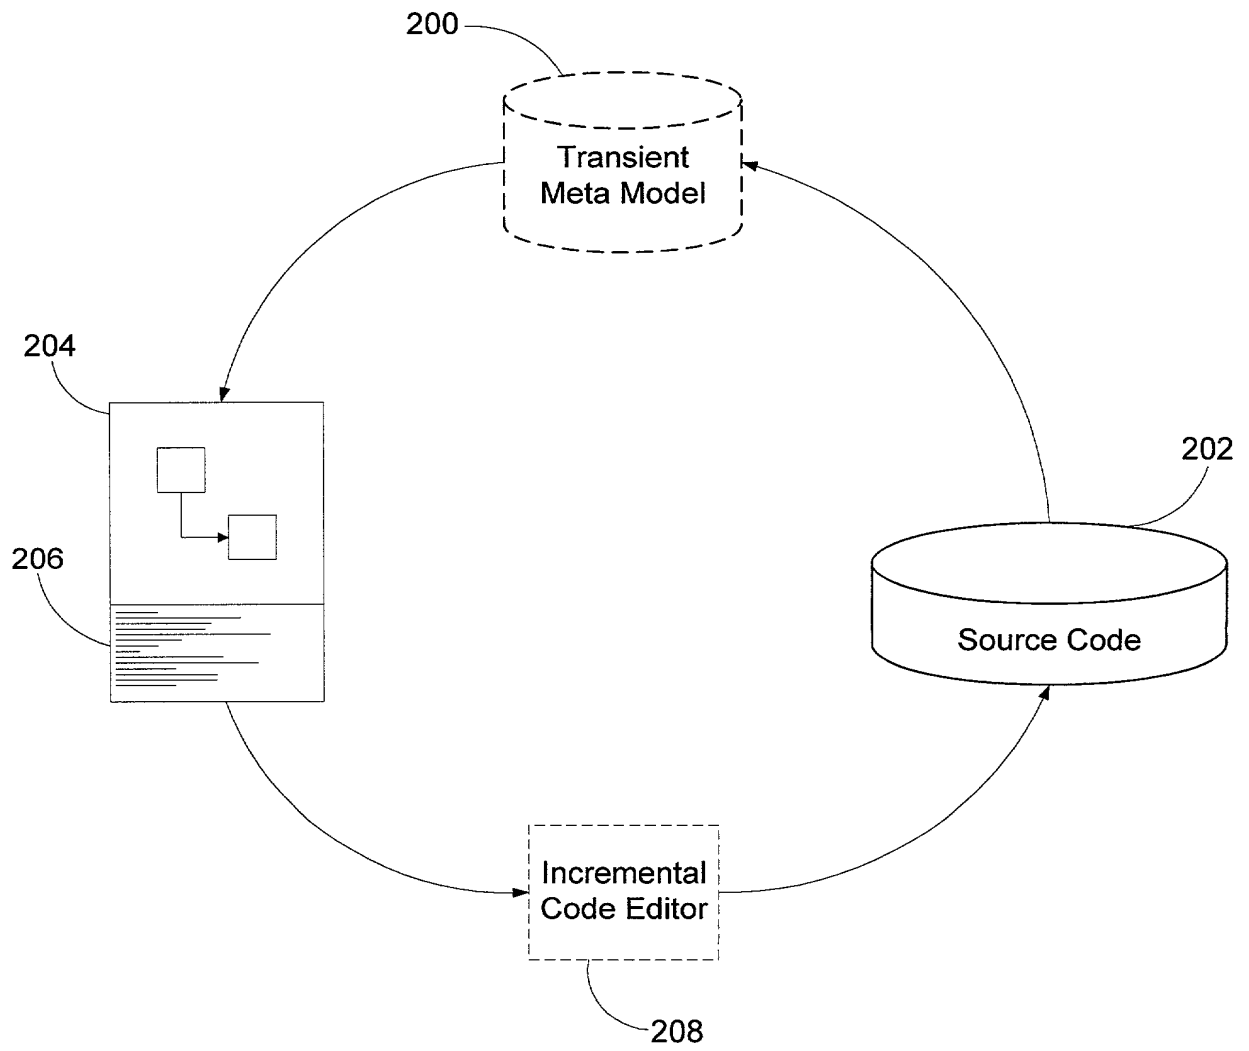 200
Transient
Meta Model
204
202
206
Source Code
Incremental
Code Editor
208